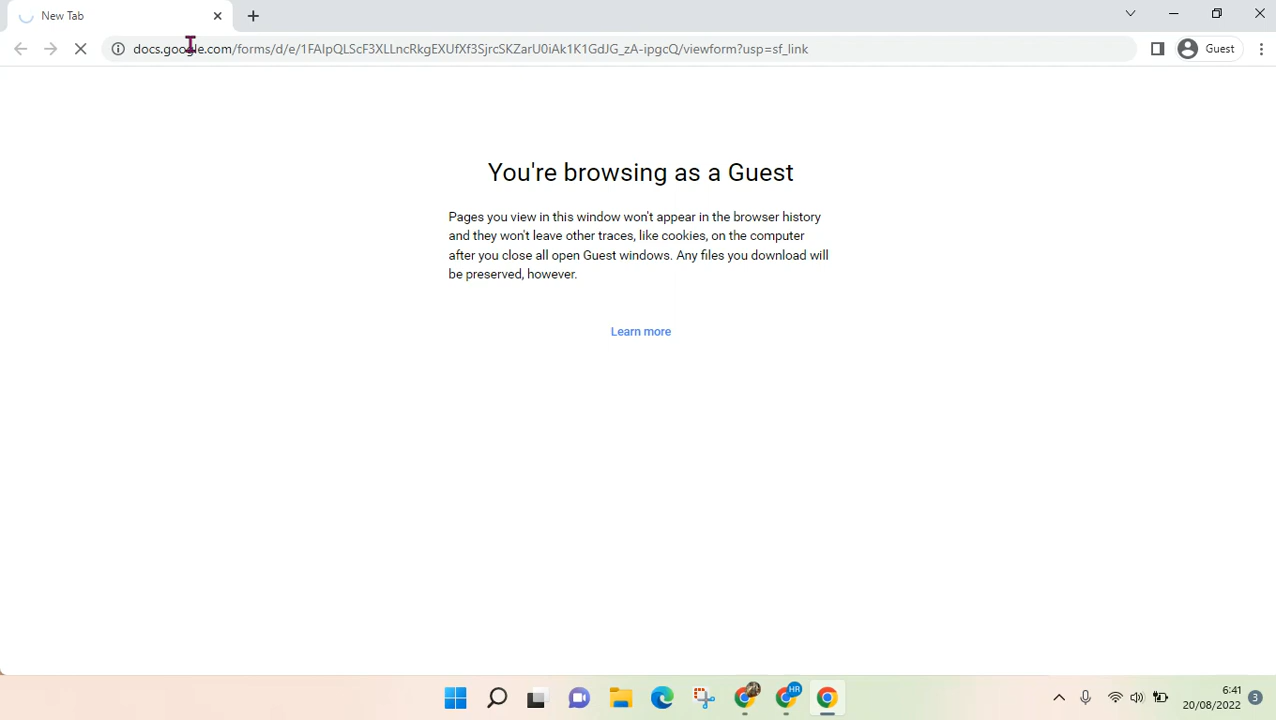 New Tab
docs.google.com/forms/d/e/1FAIpQLScF3XLLncRkgEXUfXf3SjrcSKZarU0iAk1K1GdJG_zA-ipgcQ/viewform?usp=sf_link
Guest
You're browsing as a Guest
Pages you view in this window won't appear in the browser history
and they won't leave other traces, like cookies, on the computer
after you close all open Guest windows. Any files you download will
be preserved, however.
Learn more
HR
6:41
20/08/2022
3